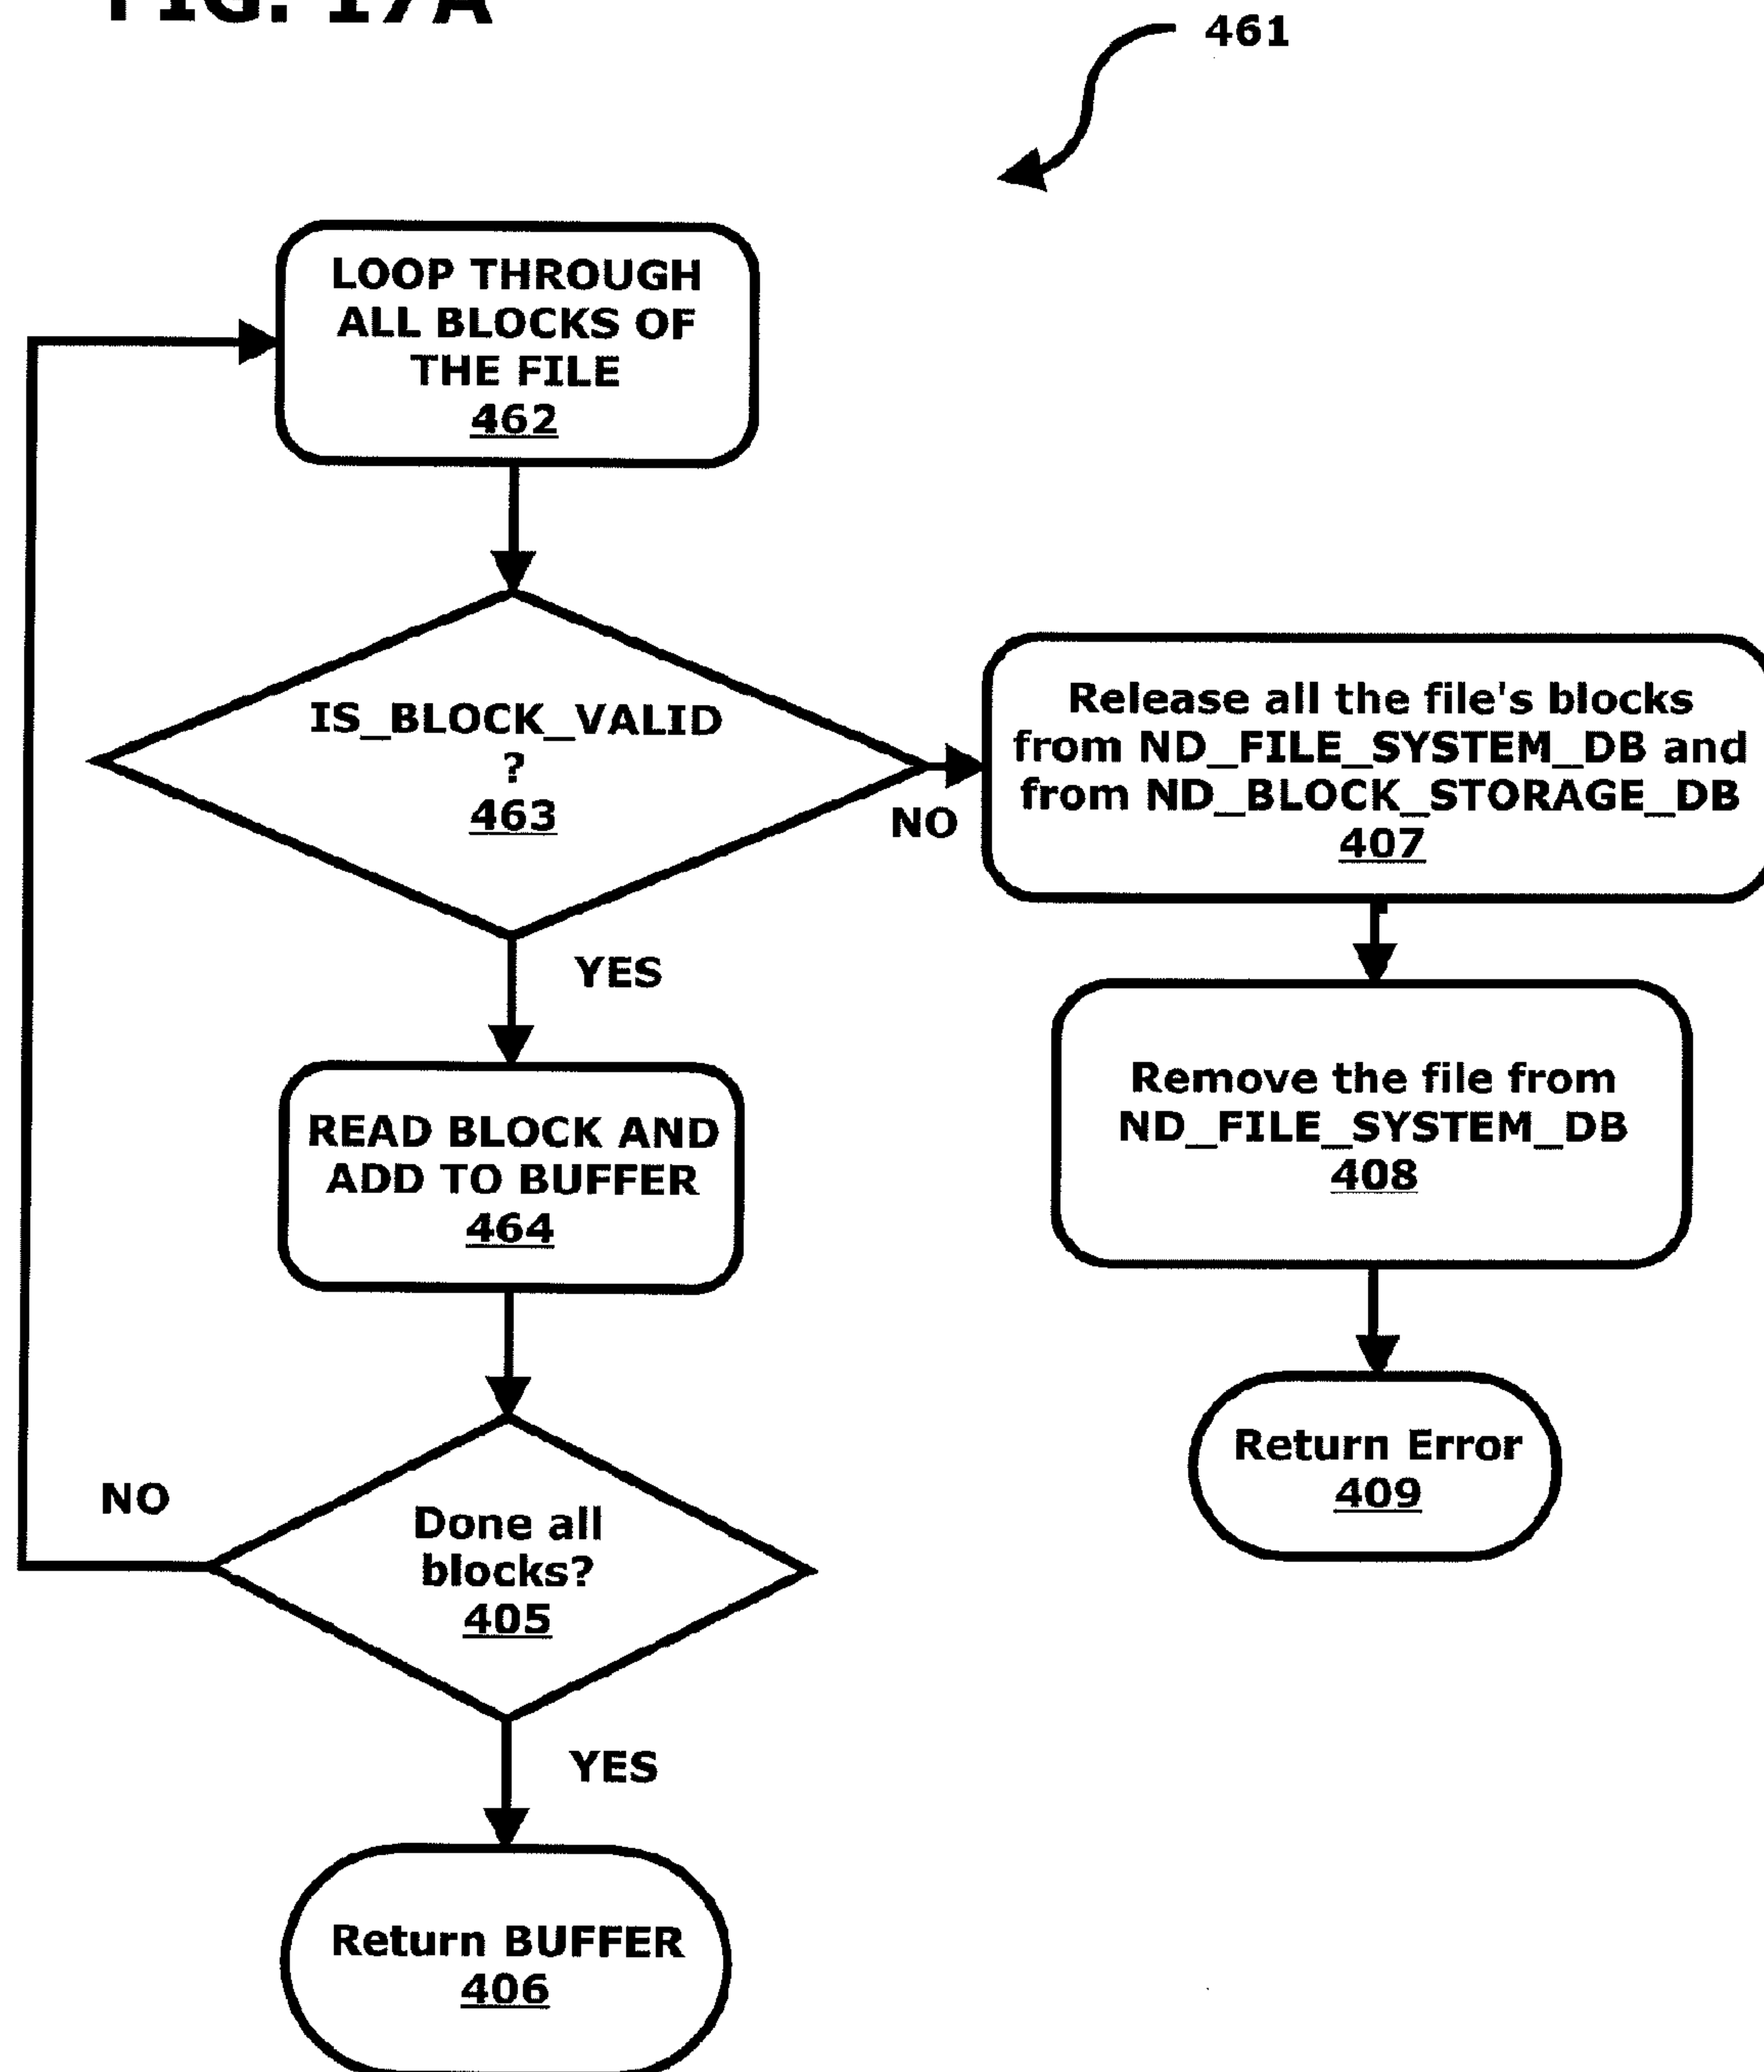 FIG. 17A
461
LOOP THROUGH
ALL BLOCKS OF
THE FILE
462
IS_BLOCK_VALID
?
463
NO
Release all the file's blocks
from ND_FILE_SYSTEM_DB and
from ND_BLOCK_STORAGE_DB
407
YES
Remove the file from
ND_FILE_SYSTEM_DB
408
READ BLOCK AND
ADD TO BUFFER
464
Return Error
409
NO
Done all
blocks?
405
YES
Return BUFFER
406